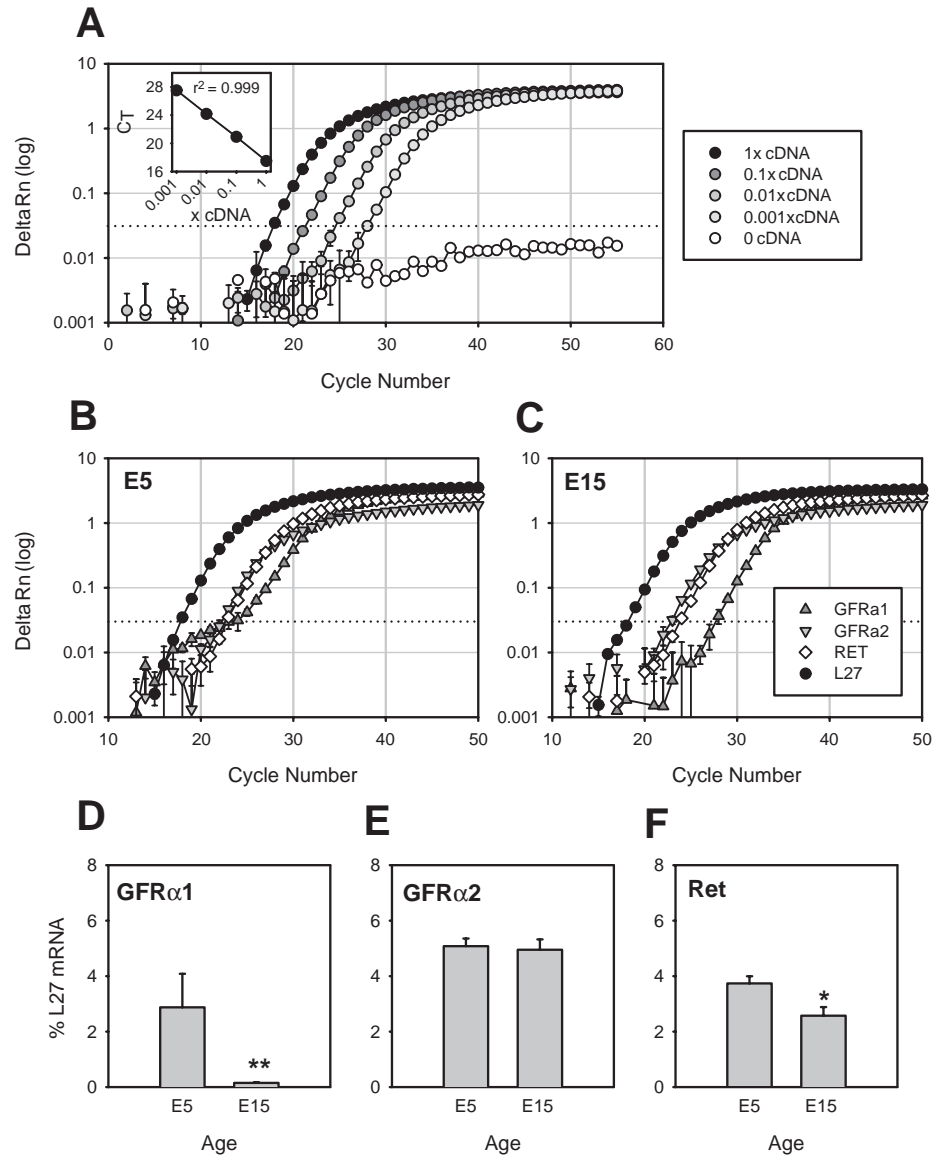 A
DeltaRn (log)
10
1
0.1
0.01
0.001
CT
28
24
20
16
r2 = 0.999
0.001
0.01
0.1
1
x cDNA
0
10
20
30
40
50
60
Cycle Number
1x cDNA
0.1x cDNA
0.01x cDNA
0.001x cDNA
0 cDNA
B
E5
DeltaRn (log)
10
1
0.1
0.01
0.001
10
20
30
40
50
Cycle Number
C
E15
10
1
0.1
0.01
0.001
GFRa1
GFRa2
RET
L27
10
20
30
40
50
Cycle Number
D
GFRα1
% L27 mRNA
8
6
4
2
0
**
E5
E15
Age
E
GFRα2
8
6
4
2
0
E5
E15
Age
F
Ret
8
6
4
2
0
*
E5
E15
Age